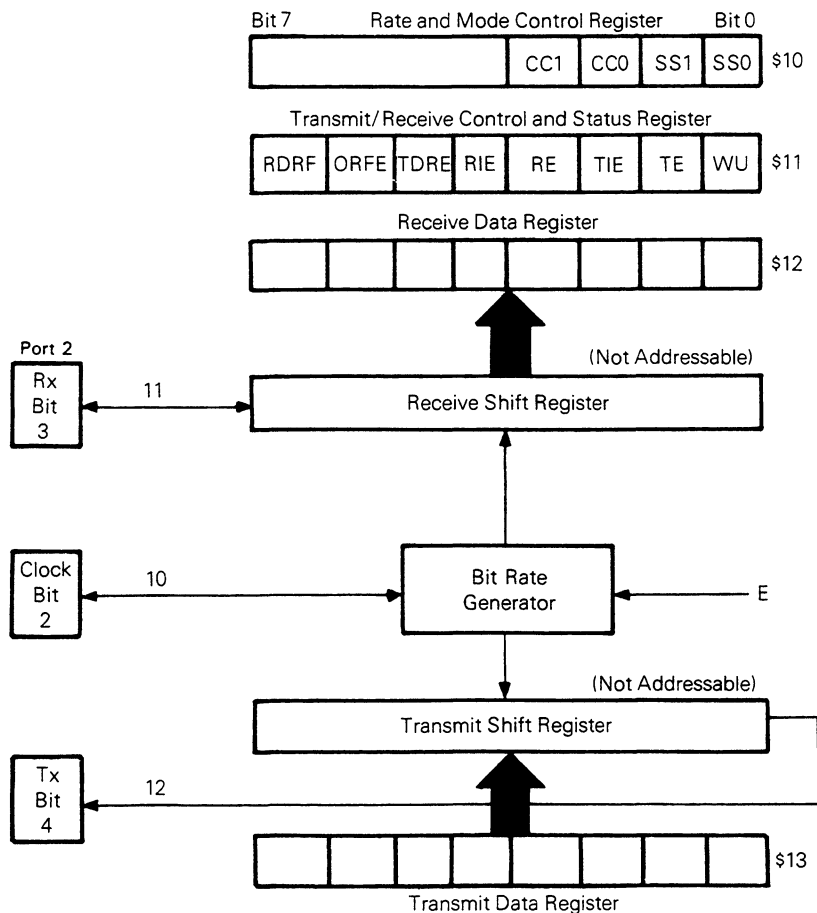 Bit 7 Rate and Mode Control Register Bit 0
CC1 CC0 SS1 SS0 $10
Transmit/Receive Control and Status Register
RDRF ORFE TDRE RIE RE TIE TE WU $11
Receive Data Register
$12
Port 2
(Not Addressable)
Rx
Bit
3
11
Receive Shift Register
Clock
Bit
2
10
Bit Rate
Generator
E
(Not Addressable)
Transmit Shift Register
Tx
Bit
4
12
$13
Transmit Data Register